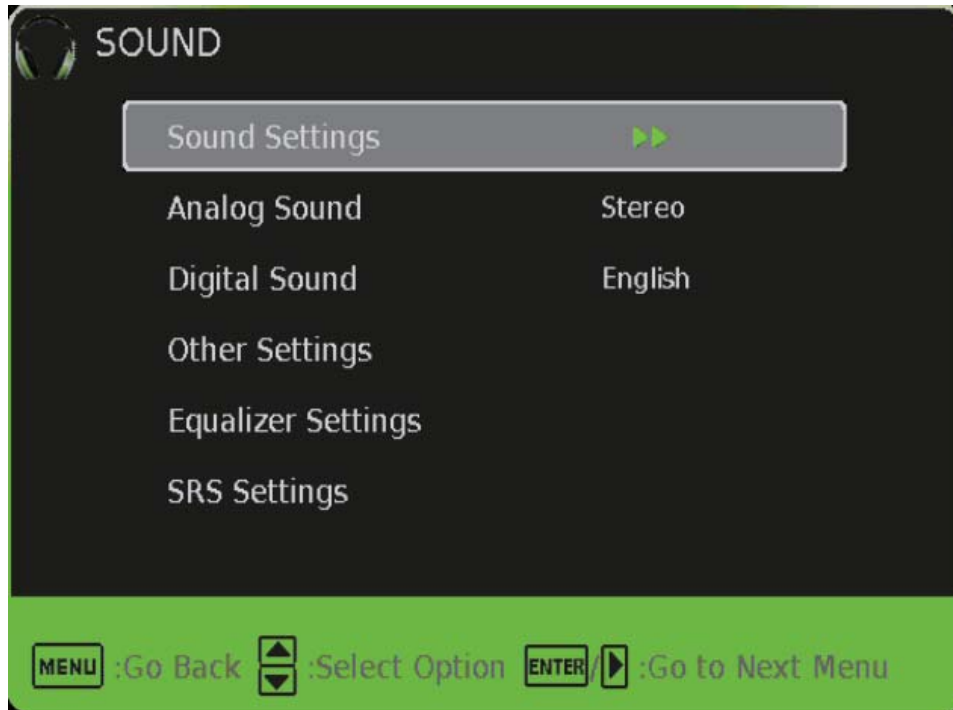 SOUND
Sound Settings
Analog Sound Stereo
Digital Sound English
Other Settings
Equalizer Settings
SRS Settings
MENU :Go Back :Select Option ENTER/ :Go to Next Menu